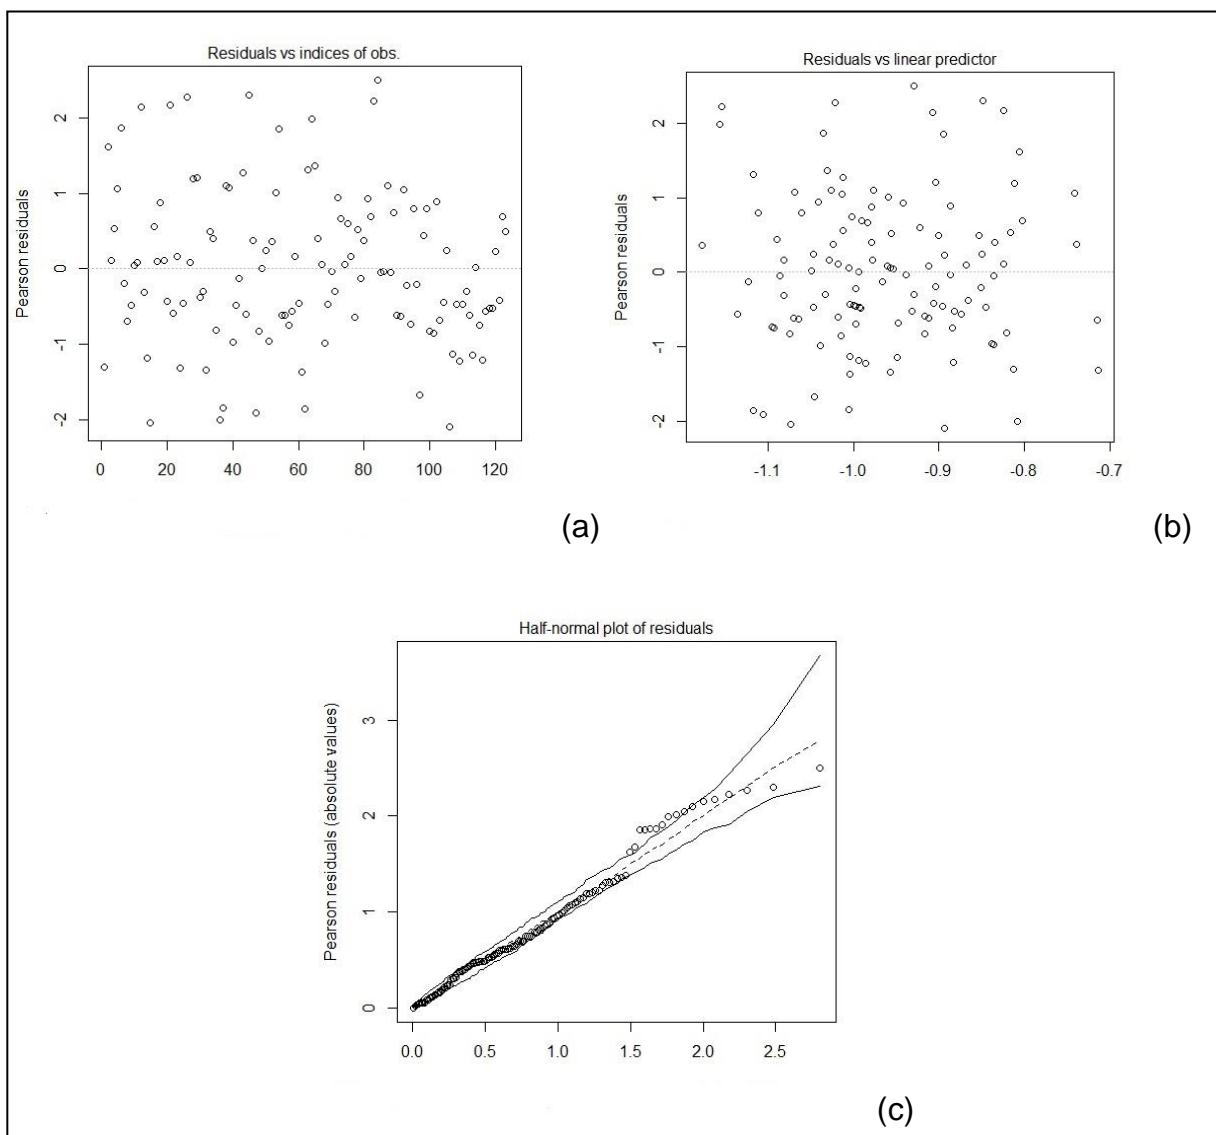 Residuals vs indices of obs.
Pearson residuals
2
1
0
-1
-2
0 20 40 60 80 100 120
(a)
Residuals vs linear predictor
Pearson residuals
2
1
0
-1
-2
-1.1 -1.0 -0.9 -0.8 -0.7
(b)
Half-normal plot of residuals
Pearson residuals (absolute values)
3
2
1
0
0.0 0.5 1.0 1.5 2.0 2.5
(c)